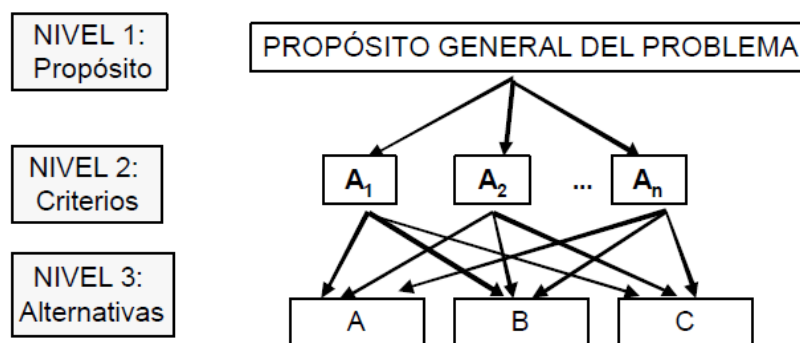 NIVEL 1:
Propósito
PROPÓSITO GENERAL DEL PROBLEMA
NIVEL 2:
Criterios
A₁
A₂
...
Aₙ
NIVEL 3:
Alternativas
A
B
C